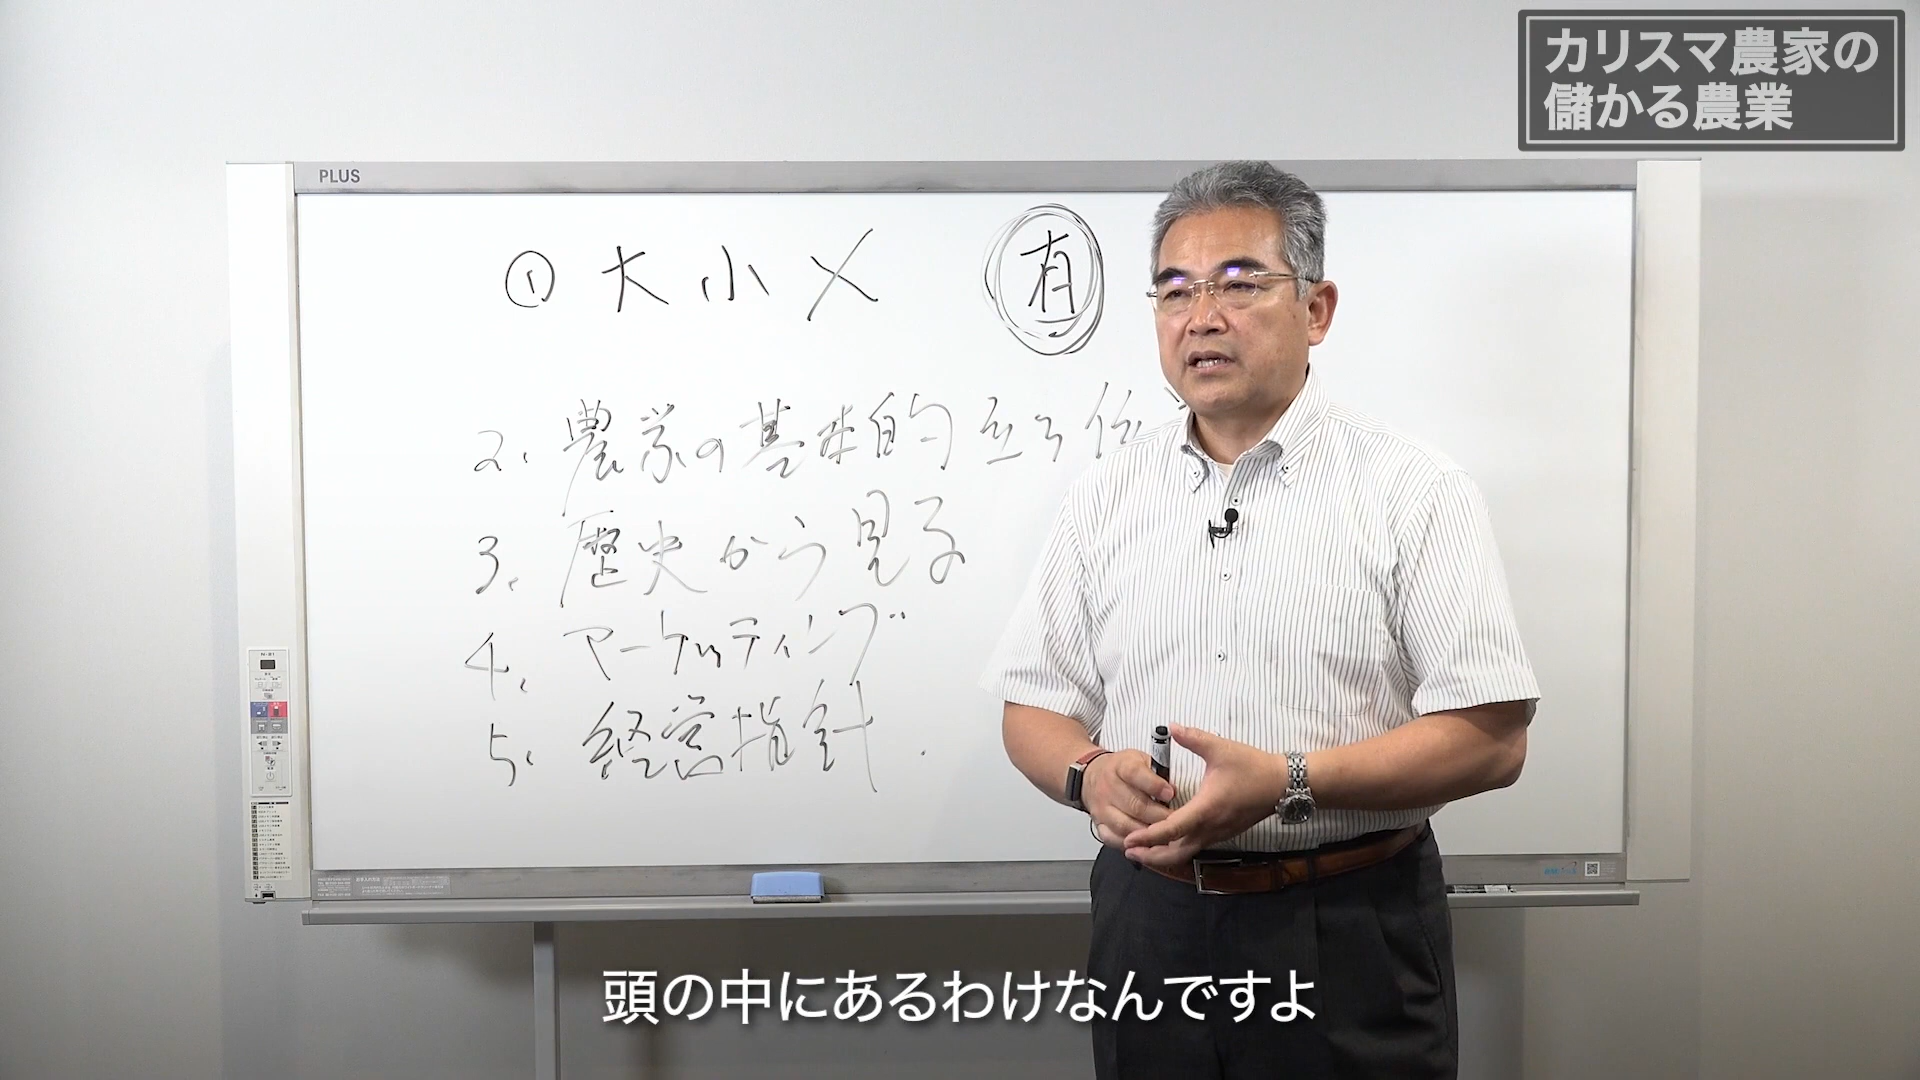 カリスマ農家の
儲かる農業
PLUS
① 大 小 × 有
2. 農業の基本的立ち位
3. 歴史から見る
4. マーケッティング
5. 経営指針.
頭の中にあるわけなんですよ